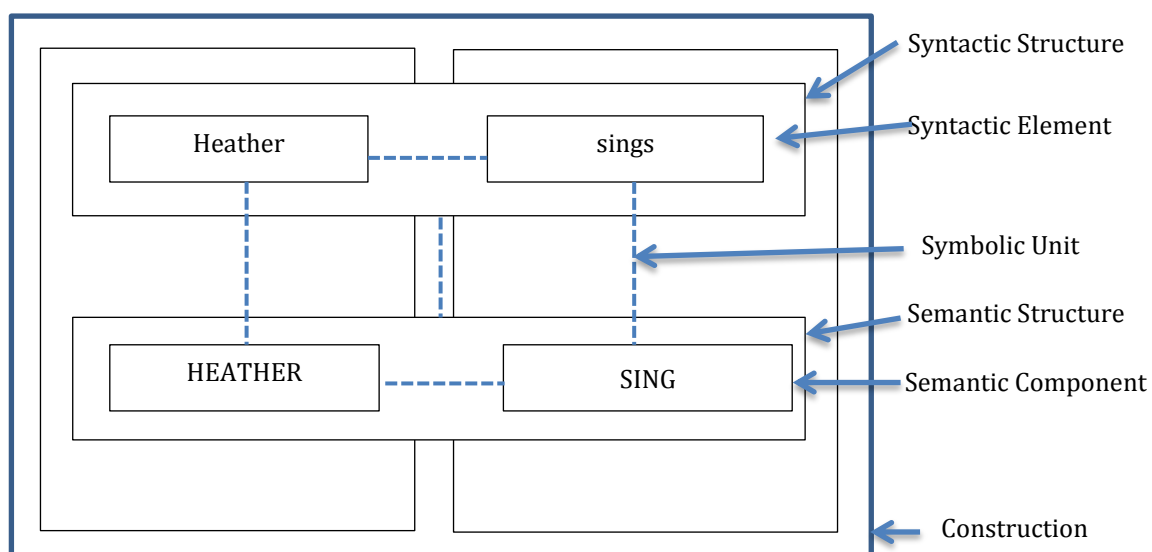 Syntactic Structure
Heather
sings
Syntactic Element
Symbolic Unit
Semantic Structure
HEATHER
SING
Semantic Component
Construction